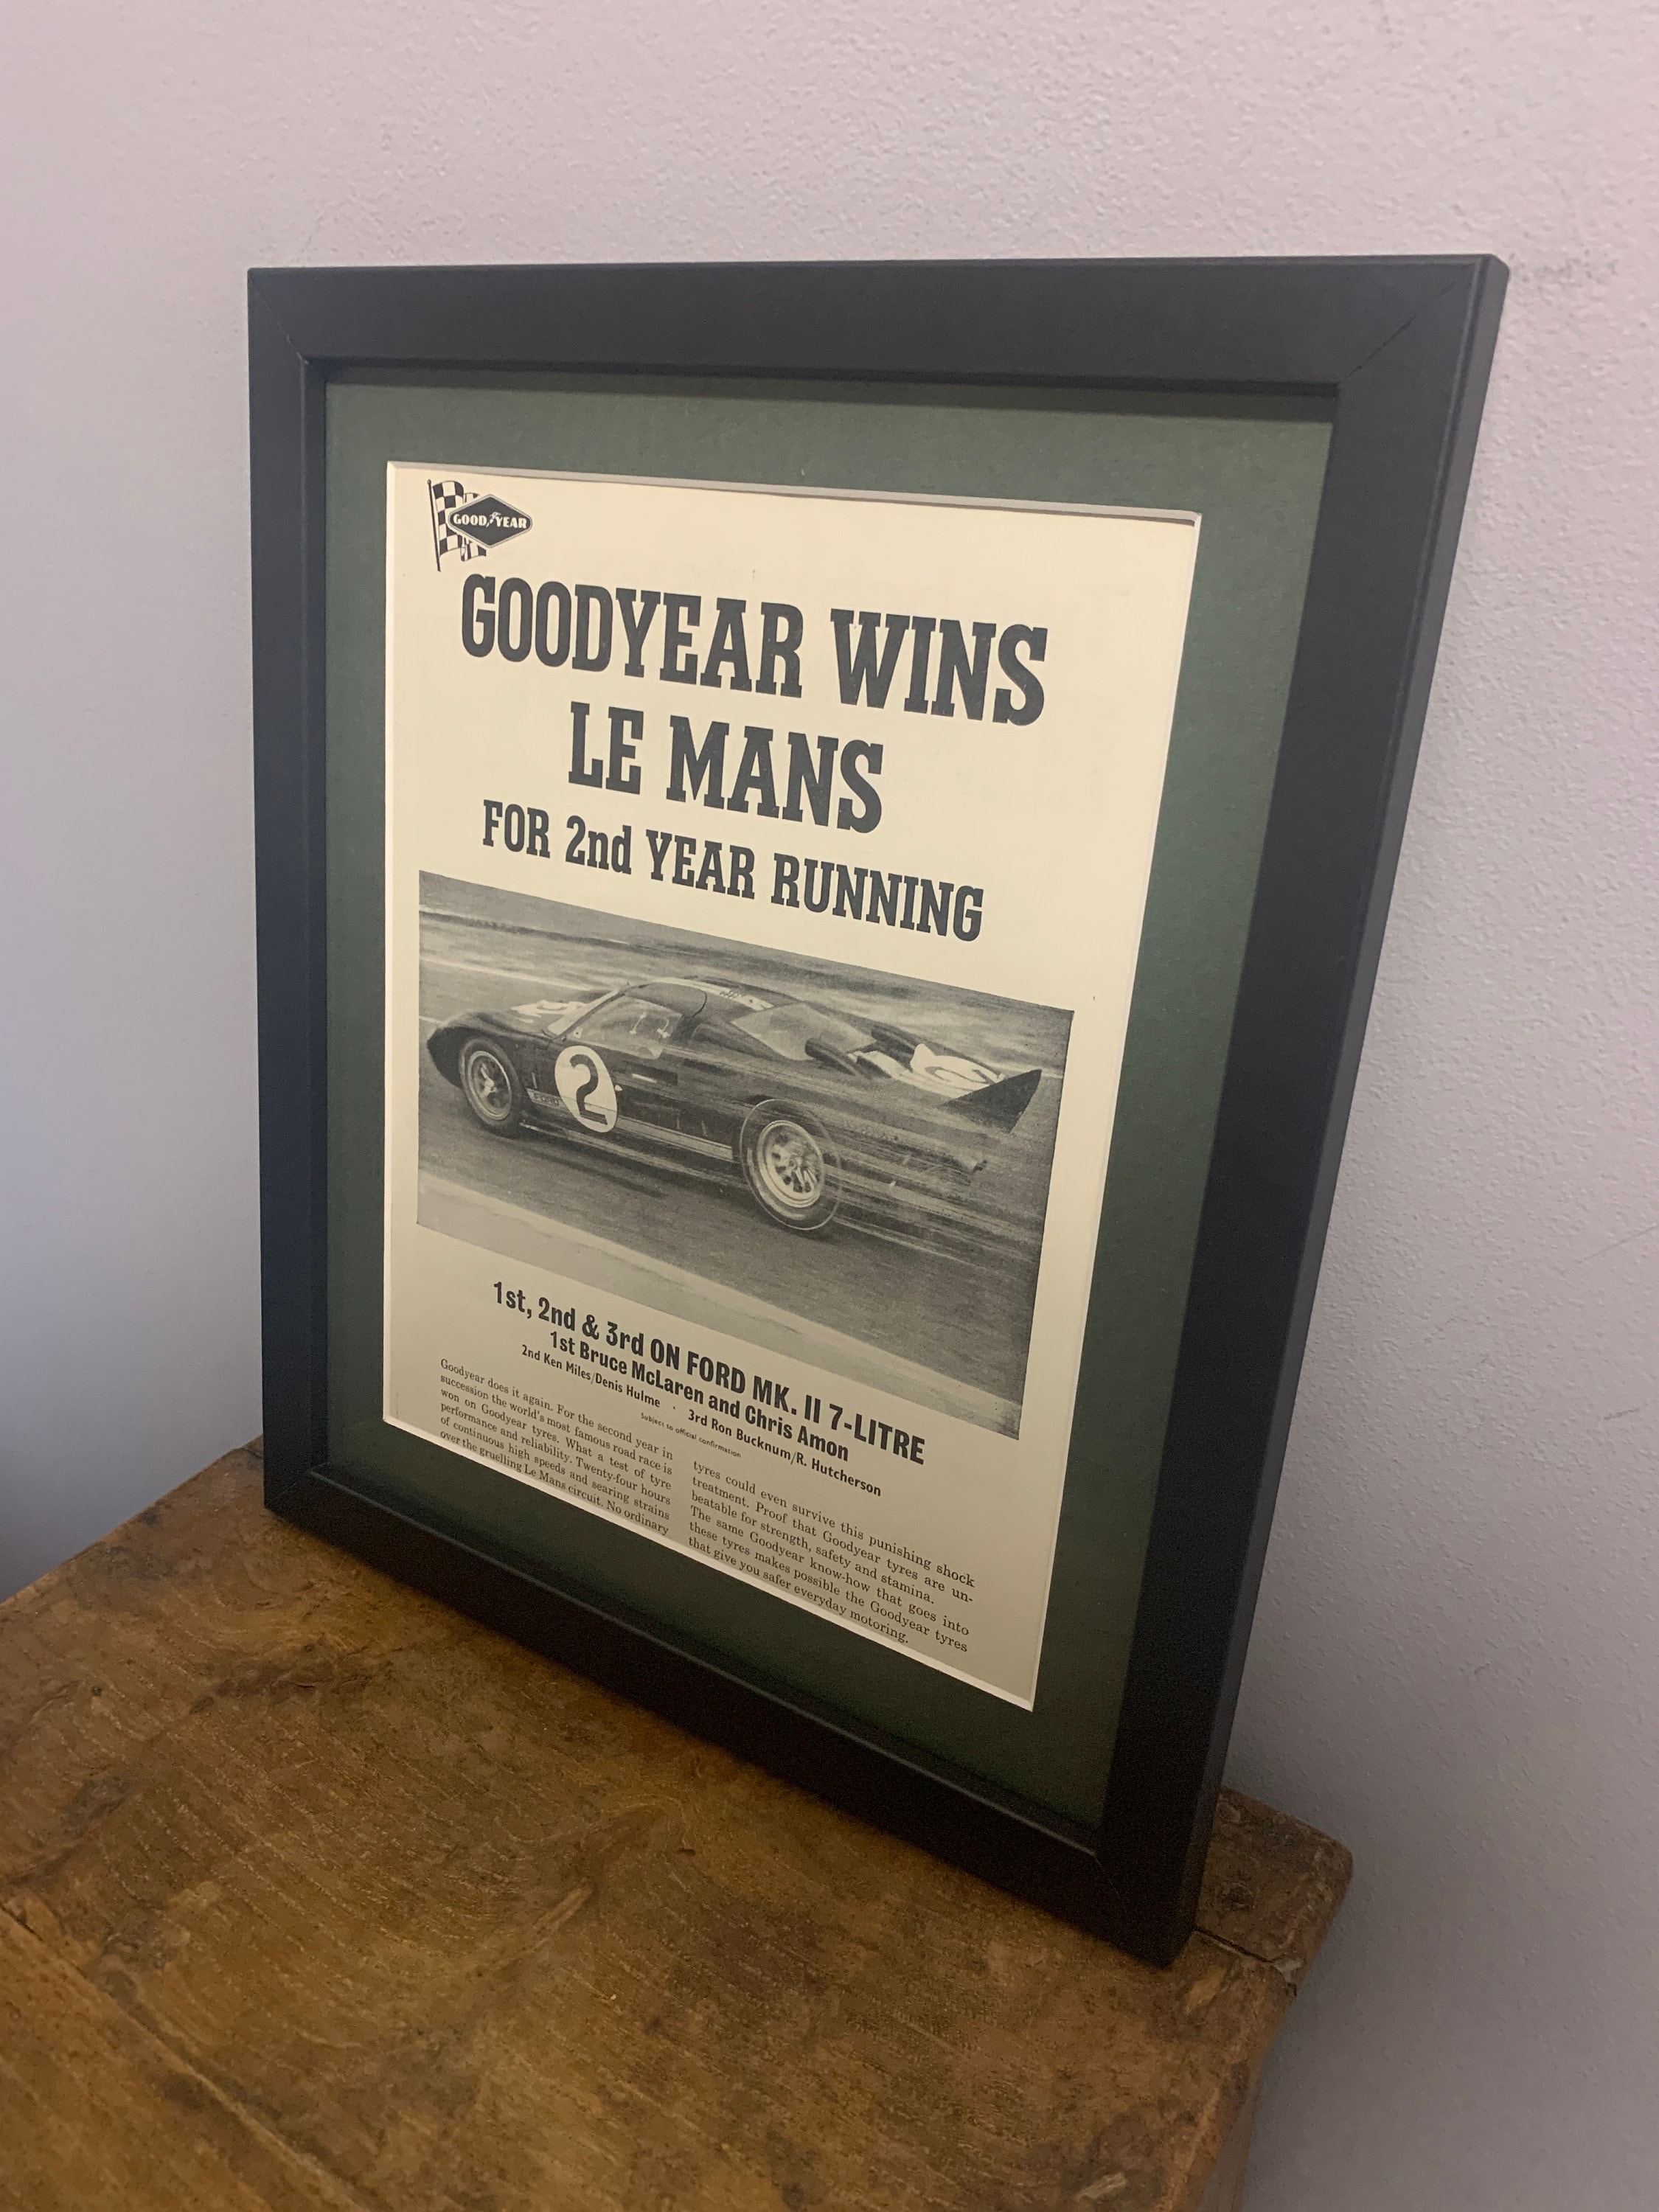 GOODYEAR
GOODYEAR WINS
LE MANS
FOR 2nd YEAR RUNNING
2
FORD
1st, 2nd & 3rd ON FORD MK. II 7-LITRE
1st Bruce McLaren and Chris Amon
2nd Ken Miles/Denis Hulme · 3rd Ron Bucknum/R. Hutcherson
Subject to official confirmation
Goodyear does it again. For the second year in
succession the world's most famous road race is
won on Goodyear tyres. What a test of tyre
performance and reliability. Twenty-four hours
of continuous high speeds and searing strains
over the gruelling Le Mans circuit. No ordinary
tyres could even survive this punishing shock
treatment. Proof that Goodyear tyres are un-
beatable for strength, safety and stamina.
The same Goodyear know-how that goes into
these tyres makes possible the Goodyear tyres
that give you safer everyday motoring.